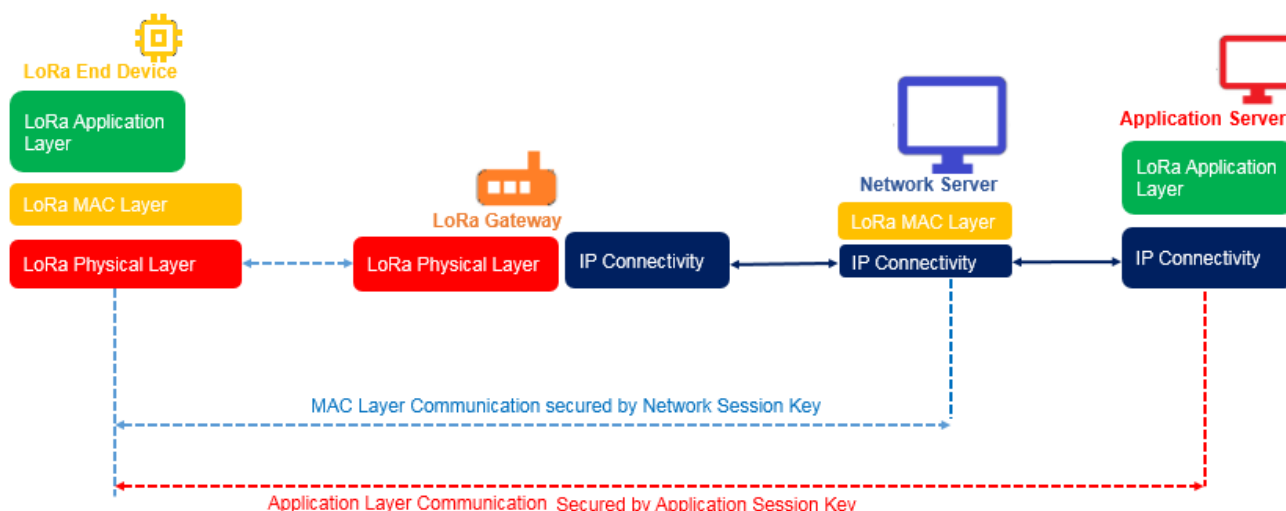 LoRa End Device
LoRa Application
Layer
LoRa MAC Layer
LoRa Physical Layer
LoRa Gateway
LoRa Physical Layer
IP Connectivity
Network Server
LoRa MAC Layer
IP Connectivity
Application Server
LoRa Application
Layer
IP Connectivity
MAC Layer Communication secured by Network Session Key
Application Layer Communication Secured by Application Session Key